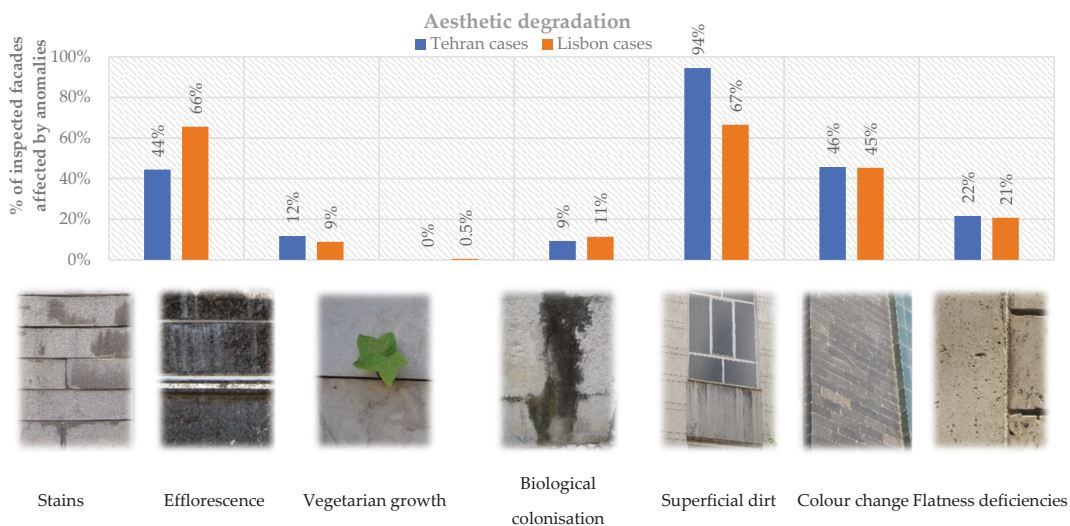 Aesthetic degradation
Tehran cases Lisbon cases
% of inspected facades
affected by anomalies
100%
80%
60%
40%
20%
0%
44%
66%
12%
9%
0%
0.5%
9%
11%
94%
67%
46%
45%
22%
21%
Stains
Efflorescence
Vegetarian growth
Biological
colonisation
Superficial dirt
Colour change
Flatness deficiencies